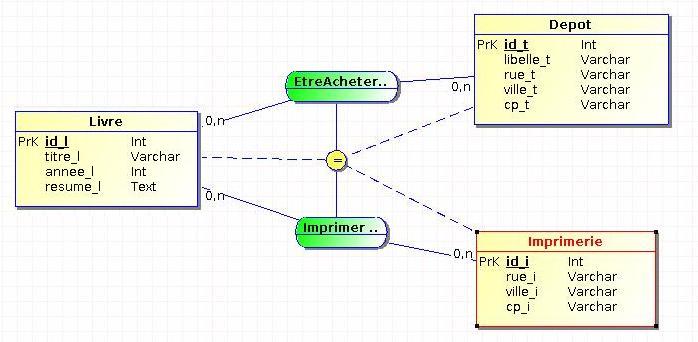 Depot
PrK id_t Int
libelle_t Varchar
rue_t Varchar
ville_t Varchar
cp_t Varchar
EtreAcheter..
0,n
0,n
Livre
PrK id_l Int
titre_l Varchar
annee_l Int
resume_l Text
=
0,n
Imprimer ..
0,n
Imprimerie
PrK id_i Int
rue_i Varchar
ville_i Varchar
cp_i Varchar